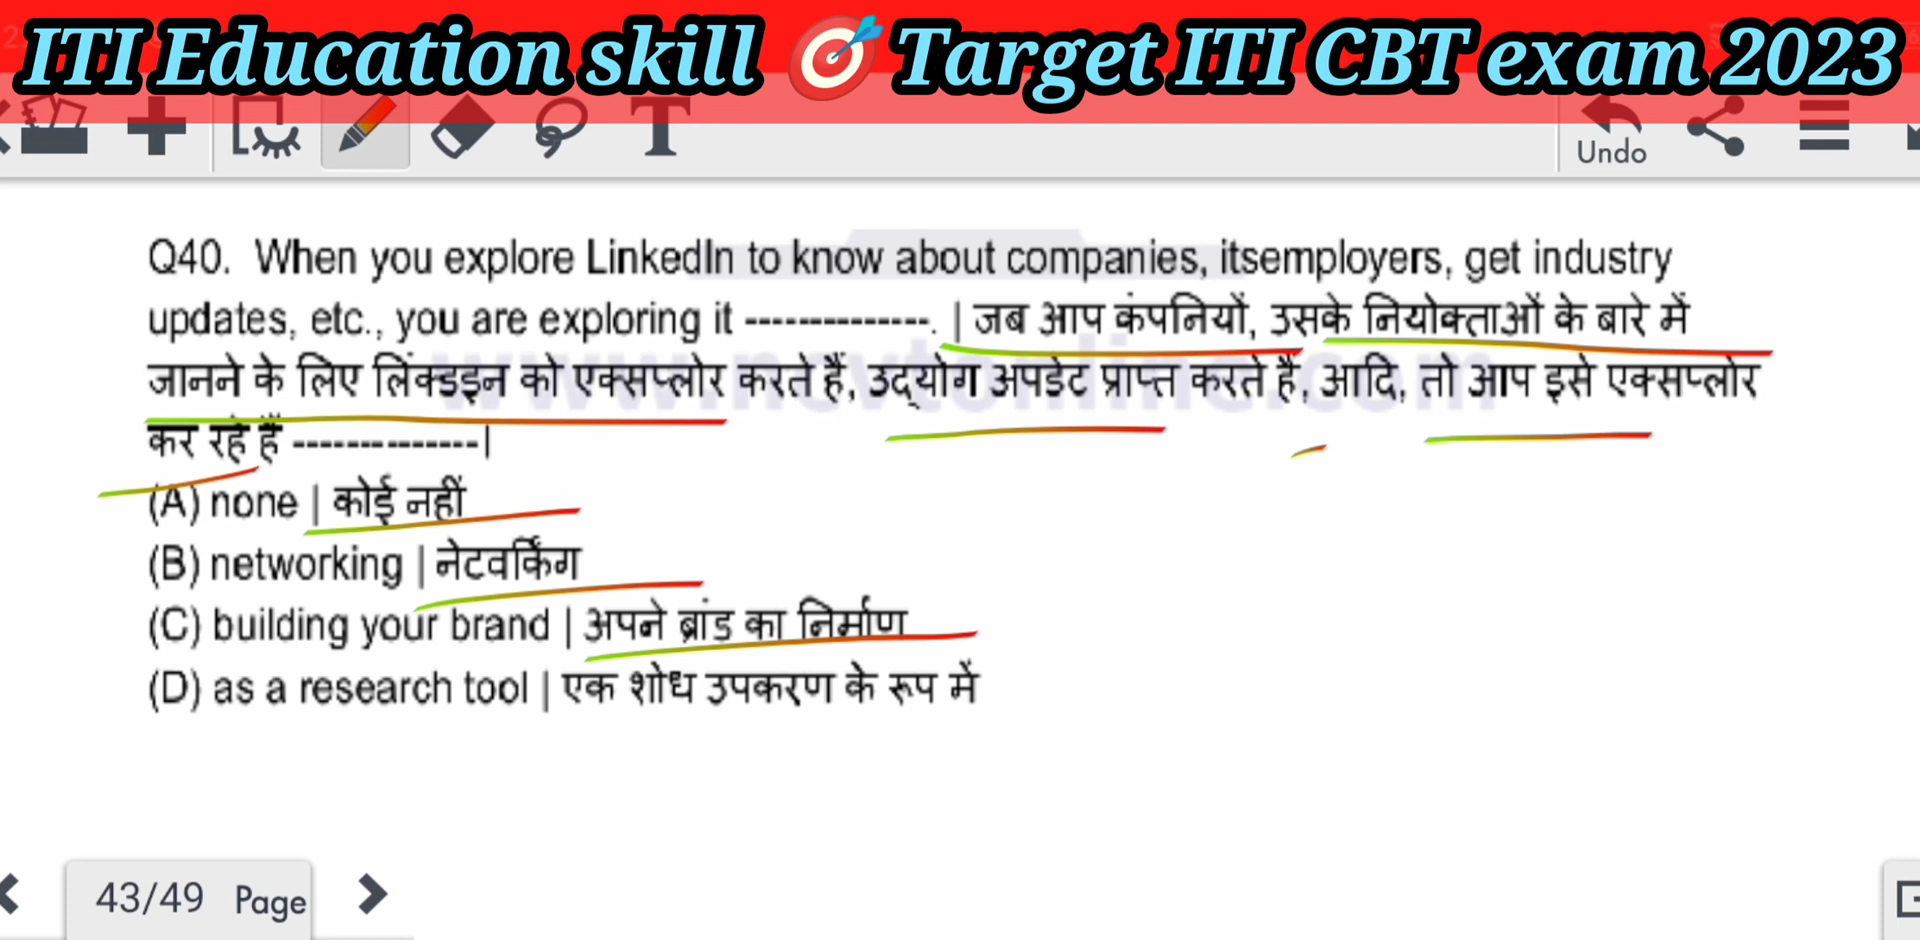 ITI Education skill 🎯 Target ITI CBT exam 2023
T
Undo
Q40. When you explore LinkedIn to know about companies, itsemployers, get industry
updates, etc., you are exploring it --------------. | जब आप कंपनियों, उसके नियोक्ताओं के बारे में
जानने के लिए लिंक्डइन को एक्सप्लोर करते हैं, उद्योग अपडेट प्राप्त करते हैं, आदि, तो आप इसे एक्सप्लोर
कर रहे हैं --------------|
(A) none | कोई नहीं
(B) networking | नेटवर्किंग
(C) building your brand | अपने ब्रांड का निर्माण
(D) as a research tool | एक शोध उपकरण के रूप में
43/49 Page